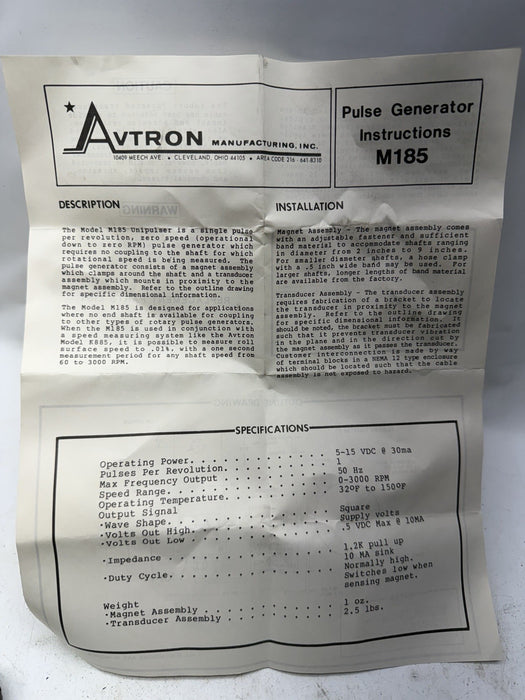 AVTRON MANUFACTURING, INC.
10409 MEECH AVE. • CLEVELAND, OHIO 44105 • AREA CODE 216 - 641-8310
Pulse Generator
Instructions
M185
DESCRIPTION
The Model M185 Unipulser is a single pulse
per revolution, zero speed (operational
down to zero RPM) pulse generator which
requires no coupling to the shaft for which
rotational speed is being measured. The
pulse generator consists of a magnet assembly
which clamps around the shaft and a transducer
assembly which mounts in proximity to the
magnet assembly. Refer to the outline drawing
for specific dimensional information.
The Model M185 is designed for applications
where no end shaft is available for coupling
to other types of rotary pulse generators.
When the M185 is used in conjunction with
a speed measuring system like the Avtron
Model K885, it is possible to measure roll
surface speed to .01%, with a one second
measurement period for any shaft speed from
60 to 3000 RPM.
INSTALLATION
Magnet Assembly - The magnet assembly comes
with an adjustable fastener and sufficient
band material to accommodate shafts ranging
in diameter from 2 inches to 9 inches.
For smaller diameter shafts, a hose clamp
with a .5 inch wide band may be used. For
larger shafts, longer lengths of band material
are available from the factory.
Transducer Assembly - The transducer assembly
requires fabrication of a bracket to locate
the transducer in proximity to the magnet
assembly. Refer to the outline drawing
for specific dimensional information. It
should be noted, the bracket must be fabricated
such that it prevents transducer vibration
in the plane and in the direction cut by
the magnet assembly as it passes the transducer.
Customer interconnection is made by way
of terminal blocks in a NEMA 12 type enclosure
which should be located such that the cable
assembly is not exposed to hazard.
SPECIFICATIONS
Operating Power. . . . . . . . . . . . . 5-15 VDC @ 30ma
Pulses Per Revolution. . . . . . . . . . 1
Max Frequency Output . . . . . . . . . . 50 Hz
Speed Range. . . . . . . . . . . . . . . 0-3000 RPM
Operating Temperature. . . . . . . . . . 32ºF to 150ºF
Output Signal
•Wave Shape. . . . . . . . . . . . . . . Square
•Volts Out High. . . . . . . . . . . . . Supply volts
•Volts Out Low . . . . . . . . . . . . . .5 VDC Max @ 10MA
•Impedance . . . . . . . . . . . . . . . 1.2K pull up
10 MA sink
•Duty Cycle. . . . . . . . . . . . . . . Normally high.
Switches low when
sensing magnet.
Weight
•Magnet Assembly . . . . . . . . . . . . 1 oz.
•Transducer Assembly . . . . . . . . . . 2.5 lbs.